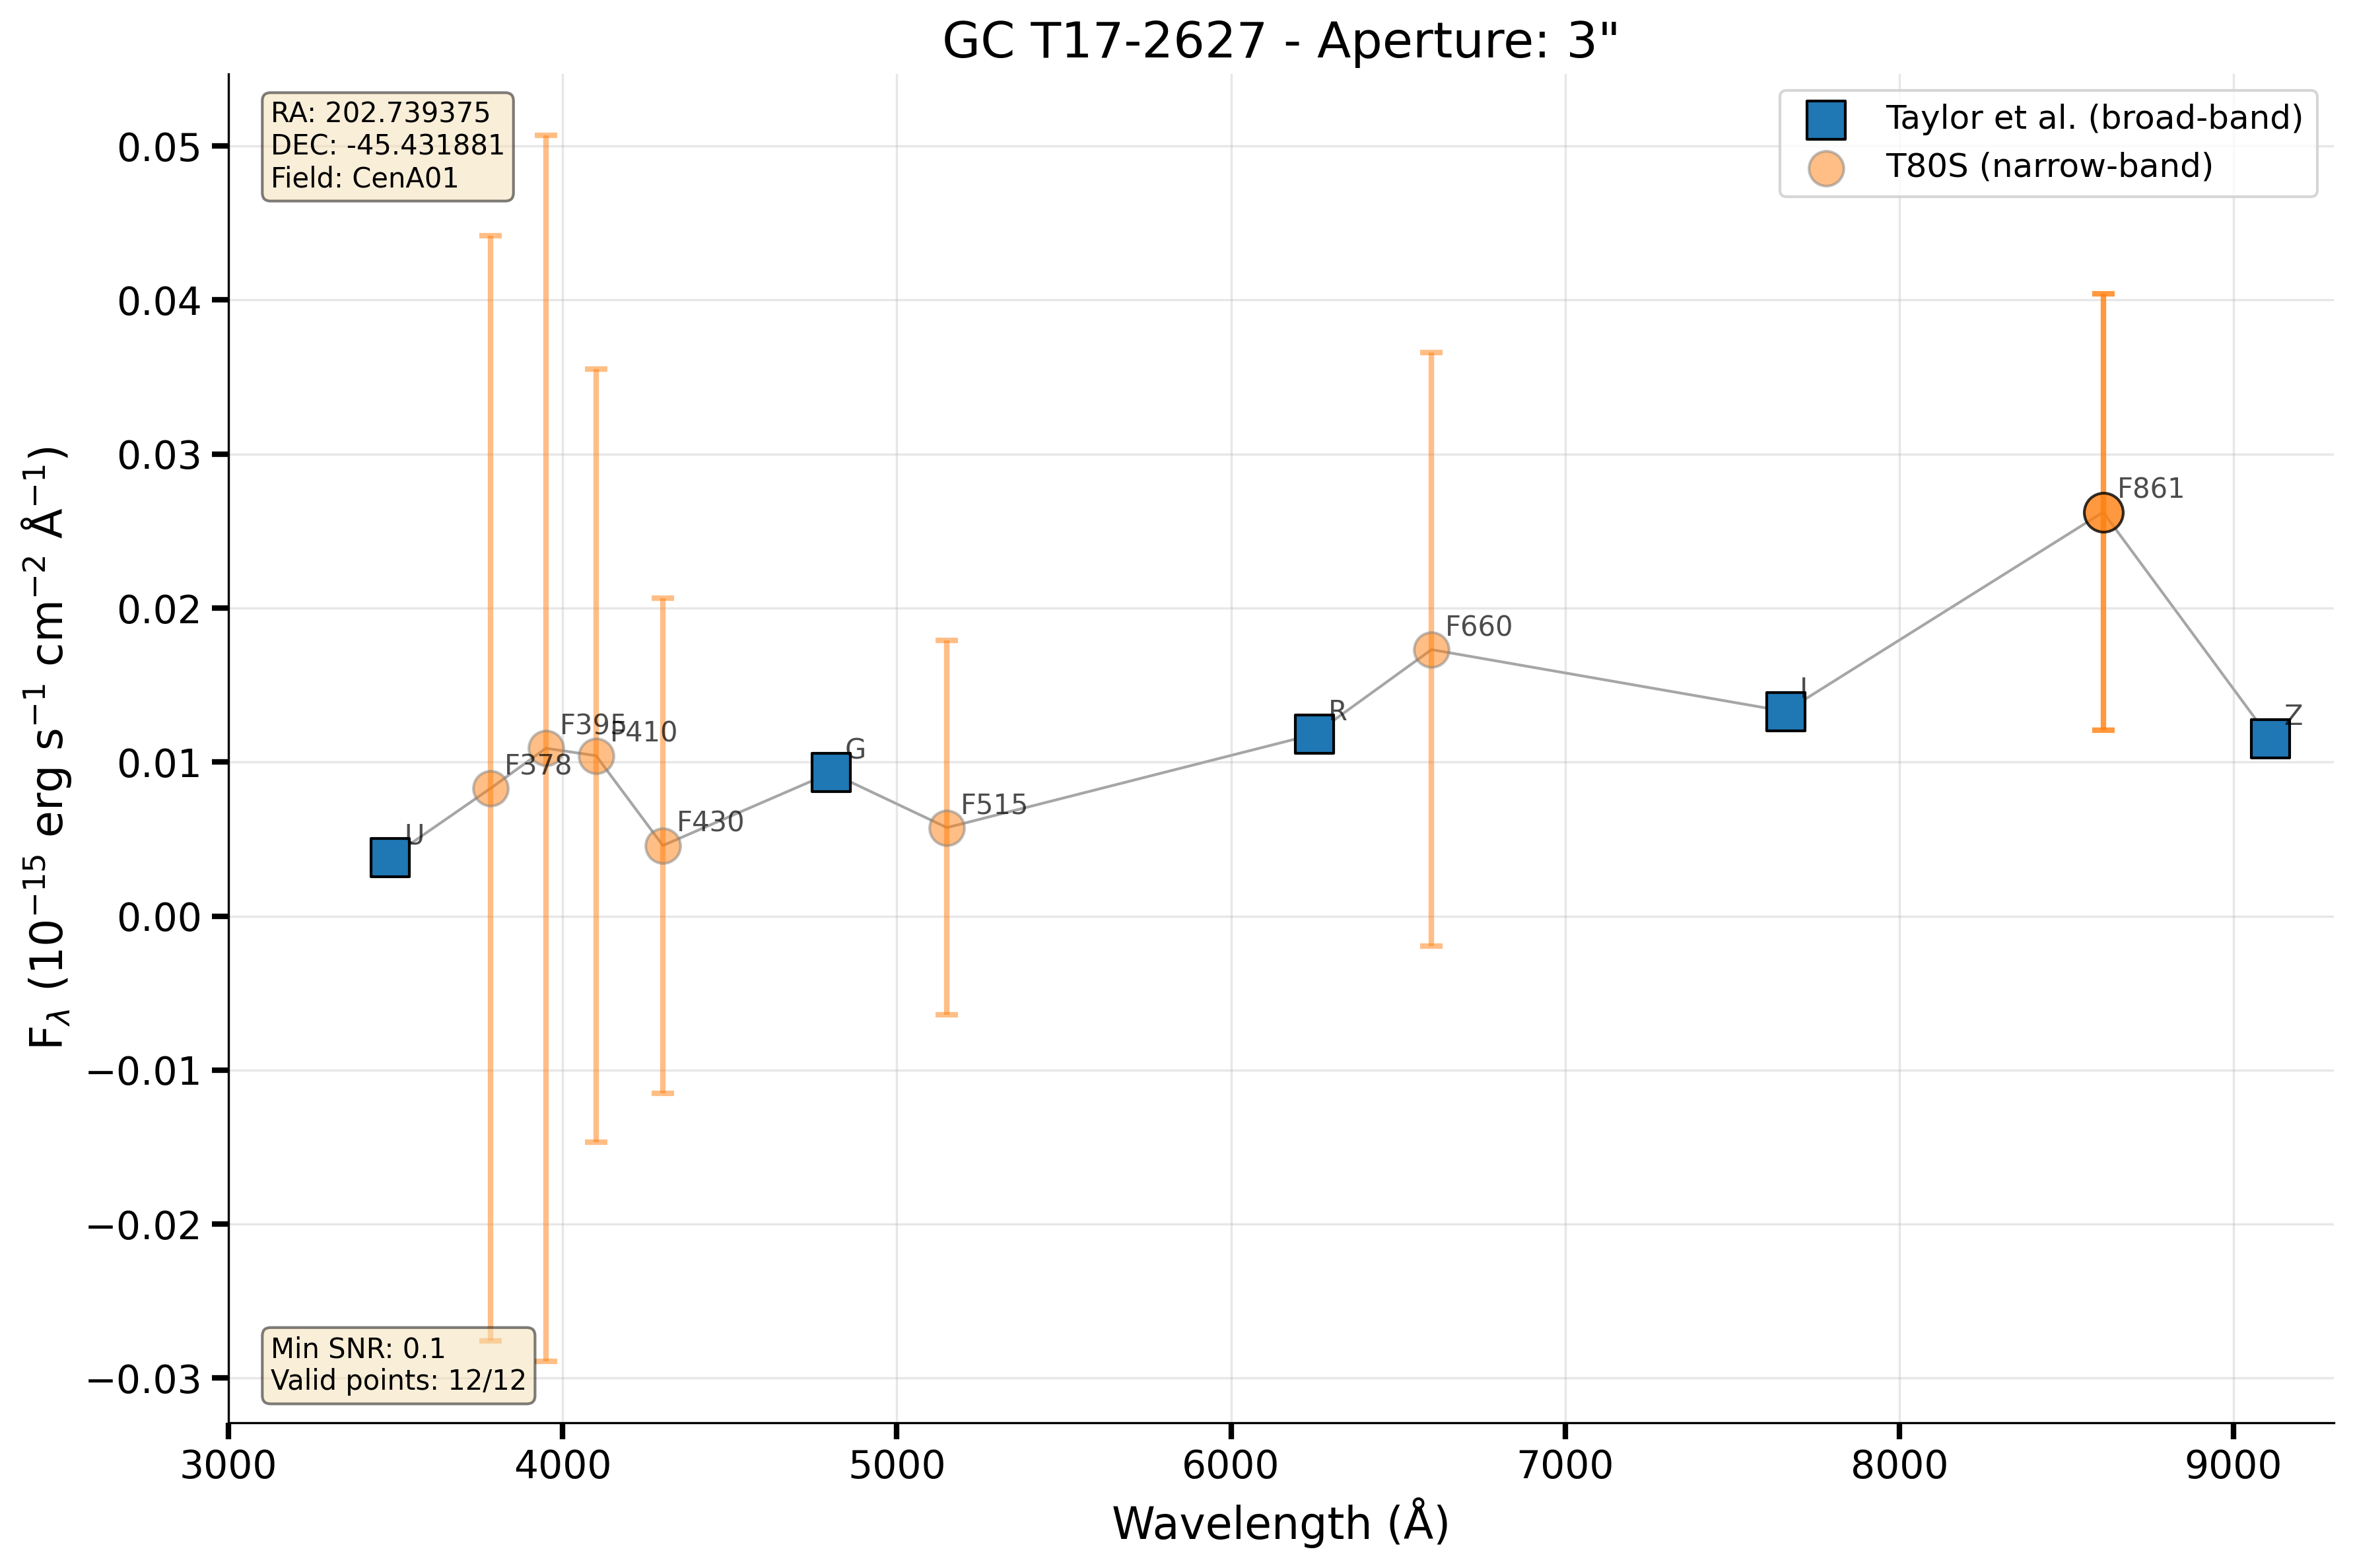 GC T17-2627 - Aperture: 3"
RA: 202.739375
DEC: -45.431881
Field: CenA01
Taylor et al. (broad-band)
T80S (narrow-band)
0.05
0.04
0.03
0.02
0.01
0.00
−0.01
−0.02
−0.03
F$_{λ}$ (10$^{−15}$ erg s$^{−1}$ cm$^{−2}$ Å$^{−1}$)
U
F378
F395
F410
F430
G
F515
R
F660
I
F861
Z
Min SNR: 0.1
Valid points: 12/12
3000 4000 5000 6000 7000 8000 9000
Wavelength (Å)